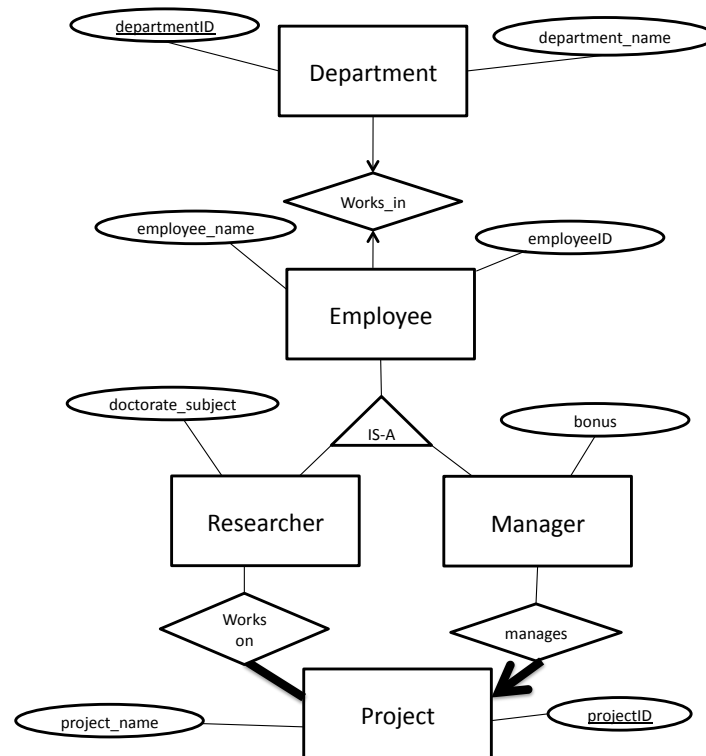 departmentID
department_name
Department
Works_in
employee_name
employeeID
Employee
doctorate_subject
IS-A
bonus
Researcher
Manager
Works
on
manages
project_name
Project
projectID